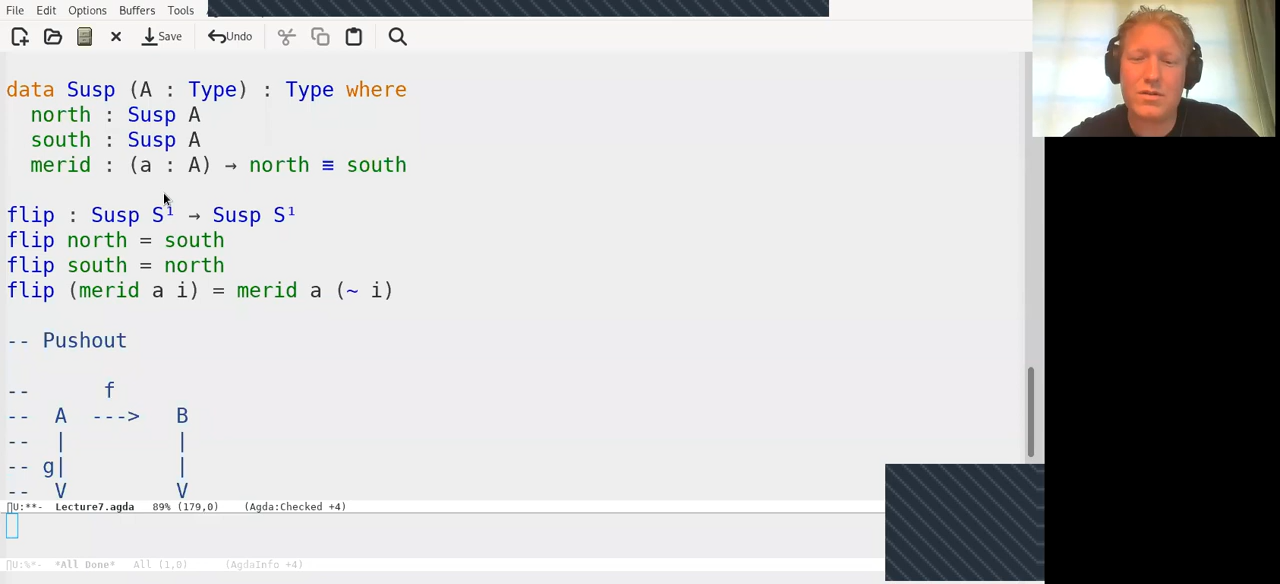 File Edit Options Buffers Tools
Save Undo
data Susp (A : Type) : Type where
north : Susp A
south : Susp A
merid : (a : A) → north ≡ south
flip : Susp S¹ → Susp S¹
flip north = south
flip south = north
flip (merid a i) = merid a (~ i)
-- Pushout
--       f
--  A  --->   B
--  |         |
-- g|         |
--  V         V
U:**-  Lecture7.agda   89% (179,0)    (Agda:Checked +4)
U:%*-  *All Done*   All (1,0)     (AgdaInfo +4)